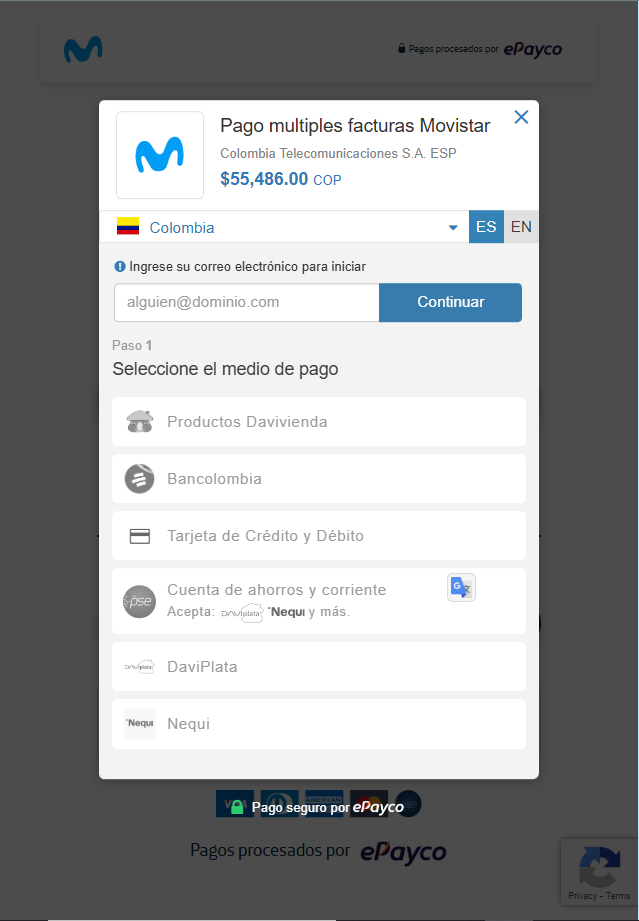 Pagos procesados por ePayco
Pago multiples facturas Movistar
Colombia Telecomunicaciones S.A. ESP
$55,486.00 COP
Colombia
ES EN
Ingrese su correo electrónico para iniciar
alguien@dominio.com
Continuar
Paso 1
Seleccione el medio de pago
Productos Davivienda
Bancolombia
Tarjeta de Crédito y Débito
pse
Cuenta de ahorros y corriente
Acepta: DAVIplata Nequi y más.
DAVIplata DaviPlata
Nequi Nequi
VISA
AMERICAN
Pago seguro por ePayco
Pagos procesados por ePayco
Privacy - Terms